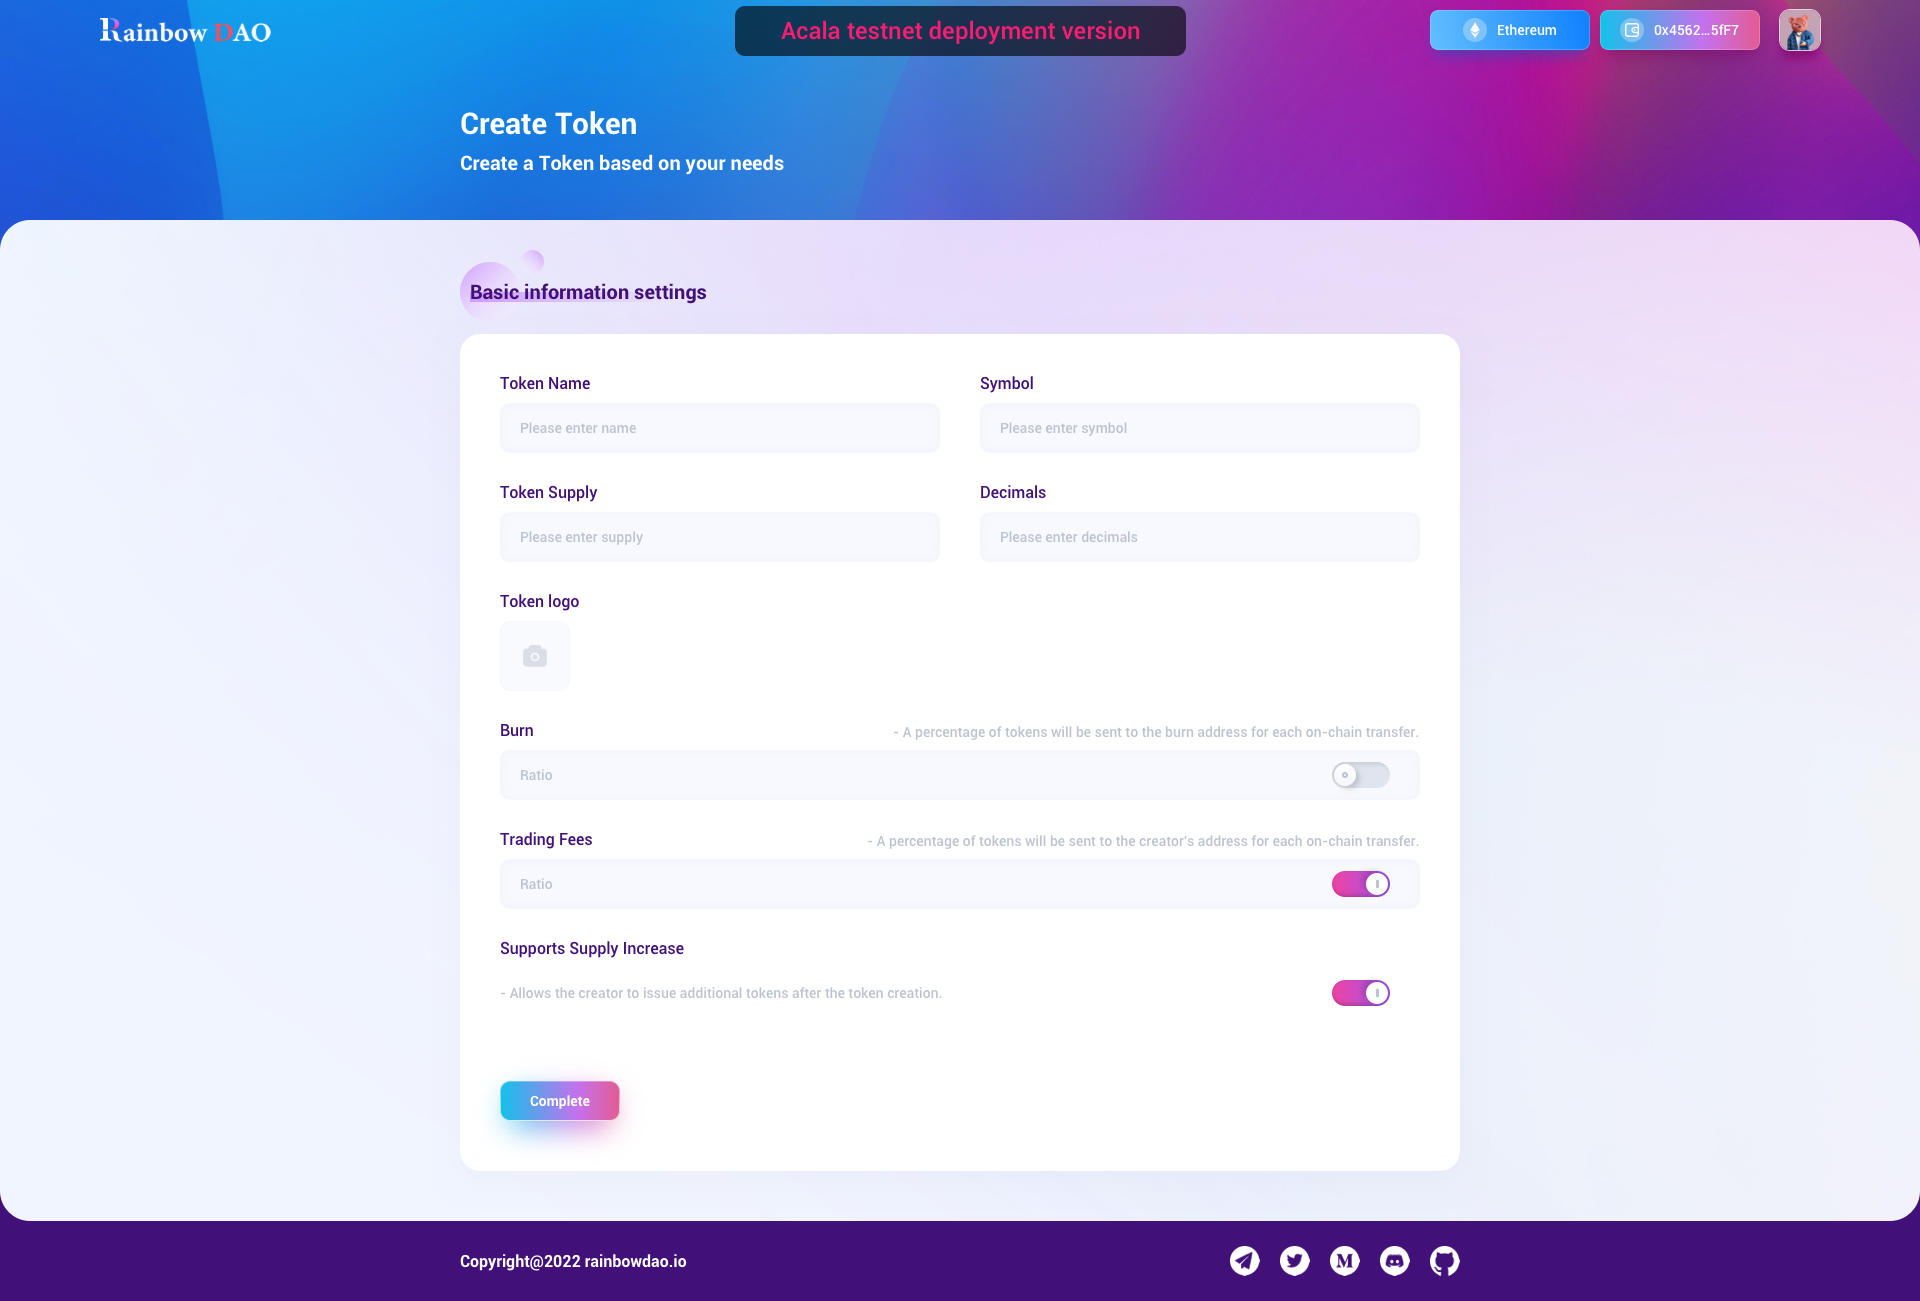 Rainbow DAO
Acala testnet deployment version
Ethereum
0x4562...5fF7
Create Token
Create a Token based on your needs
Basic information settings
Token Name
Symbol
Please enter name
Please enter symbol
Token Supply
Decimals
Please enter supply
Please enter decimals
Token logo
Burn
- A percentage of tokens will be sent to the burn address for each on-chain transfer.
Ratio
Trading Fees
- A percentage of tokens will be sent to the creator's address for each on-chain transfer.
Ratio
Supports Supply Increase
- Allows the creator to issue additional tokens after the token creation.
Complete
Copyright@2022 rainbowdao.io